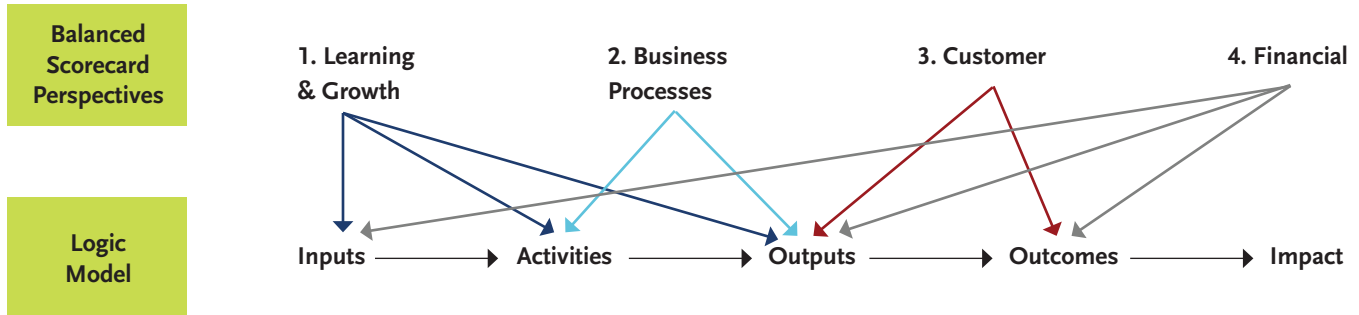 Balanced
Scorecard
Perspectives
1. Learning
& Growth
2. Business
Processes
3. Customer
4. Financial
Logic
Model
Inputs
Activities
Outputs
Outcomes
Impact